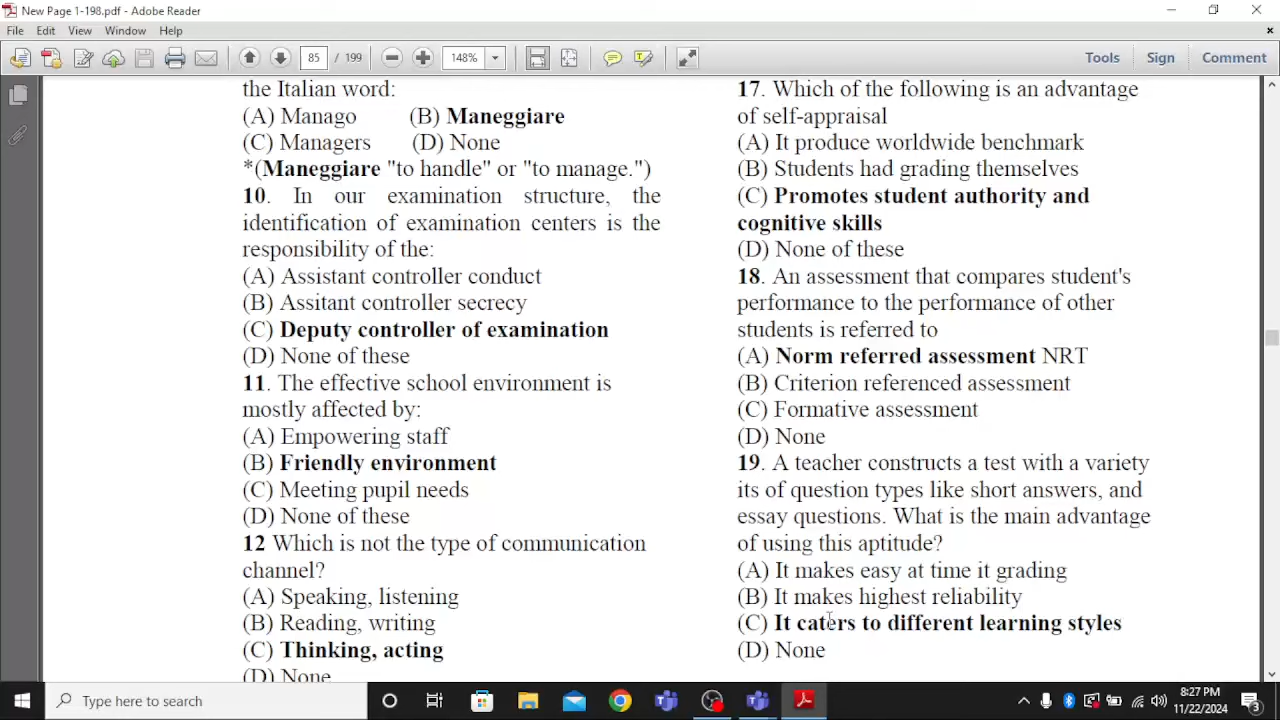 New Page 1-198.pdf - Adobe Reader
File Edit View Window Help
85 / 199 148% Tools Sign Comment
the Italian word:
(A) Manago (B) Maneggiare
(C) Managers (D) None
*(Maneggiare "to handle" or "to manage.")
10. In our examination structure, the
identification of examination centers is the
responsibility of the:
(A) Assistant controller conduct
(B) Assitant controller secrecy
(C) Deputy controller of examination
(D) None of these
11. The effective school environment is
mostly affected by:
(A) Empowering staff
(B) Friendly environment
(C) Meeting pupil needs
(D) None of these
12 Which is not the type of communication
channel?
(A) Speaking, listening
(B) Reading, writing
(C) Thinking, acting
(D) None
17. Which of the following is an advantage
of self-appraisal
(A) It produce worldwide benchmark
(B) Students had grading themselves
(C) Promotes student authority and
cognitive skills
(D) None of these
18. An assessment that compares student's
performance to the performance of other
students is referred to
(A) Norm referred assessment NRT
(B) Criterion referenced assessment
(C) Formative assessment
(D) None
19. A teacher constructs a test with a variety
its of question types like short answers, and
essay questions. What is the main advantage
of using this aptitude?
(A) It makes easy at time it grading
(B) It makes highest reliability
(C) It caters to different learning styles
(D) None
Type here to search
8:27 PM
11/22/2024
3